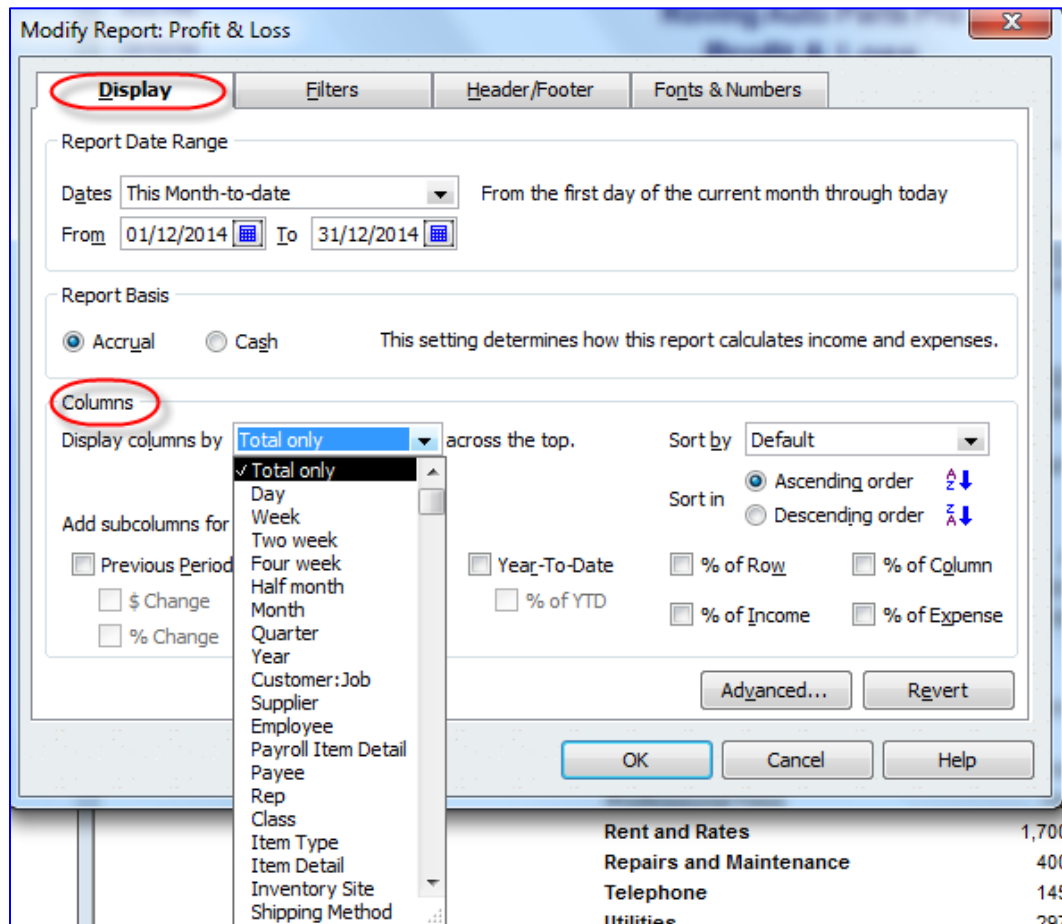 Modify Report: Profit & Loss
x
Display Filters Header/Footer Fonts & Numbers
Report Date Range
Dates This Month-to-date From the first day of the current month through today
From 01/12/2014 To 31/12/2014
Report Basis
Accrual Cash This setting determines how this report calculates income and expenses.
Columns
Display columns by Total only across the top. Sort by Default
✓ Total only
Day
Week
Two week
Four week
Half month
Month
Quarter
Year
Customer:Job
Supplier
Employee
Payroll Item Detail
Payee
Rep
Class
Item Type
Item Detail
Inventory Site
Shipping Method
Sort in
Ascending order
Descending order
Add subcolumns for
Previous Period Year-To-Date % of Row % of Column
$ Change % of YTD % of Income % of Expense
% Change
Advanced... Revert
OK Cancel Help
Rent and Rates 1,700
Repairs and Maintenance 400
Telephone 145
Utilities 297